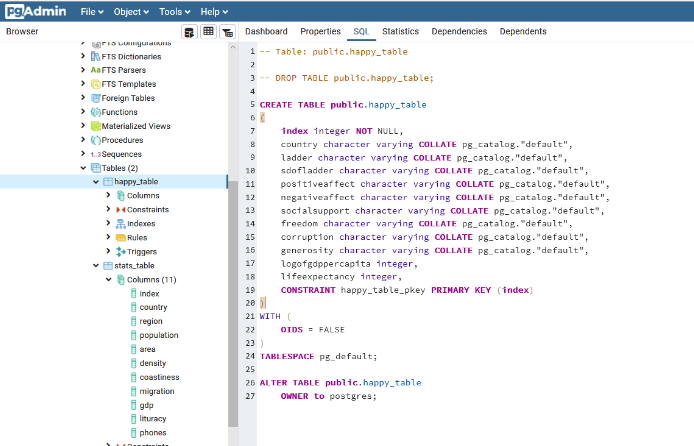 pgAdmin File Object Tools Help
Browser Dashboard Properties SQL Statistics Dependencies Dependents
FTS Configurations
FTS Dictionaries
FTS Parsers
FTS Templates
Foreign Tables
Functions
Materialized Views
Procedures
Sequences
Tables (2)
happy_table
Columns
Constraints
Indexes
Rules
Triggers
stats_table
Columns (11)
index
country
region
population
area
density
coastiness
migration
gdp
lituracy
phones
1 -- Table: public.happy_table
2
3 -- DROP TABLE public.happy_table;
4
5 CREATE TABLE public.happy_table
6 (
7 index integer NOT NULL,
8 country character varying COLLATE pg_catalog."default",
9 ladder character varying COLLATE pg_catalog."default",
10 sdofladder character varying COLLATE pg_catalog."default",
11 positiveaffect character varying COLLATE pg_catalog."default",
12 negativeaffect character varying COLLATE pg_catalog."default",
13 socialsupport character varying COLLATE pg_catalog."default",
14 freedom character varying COLLATE pg_catalog."default",
15 corruption character varying COLLATE pg_catalog."default",
16 generosity character varying COLLATE pg_catalog."default",
17 logofgdppercapita integer,
18 lifeexpectancy integer,
19 CONSTRAINT happy_table_pkey PRIMARY KEY (index)
20 )
21 WITH (
22 OIDS = FALSE
23 )
24 TABLESPACE pg_default;
25
26 ALTER TABLE public.happy_table
27 OWNER to postgres;